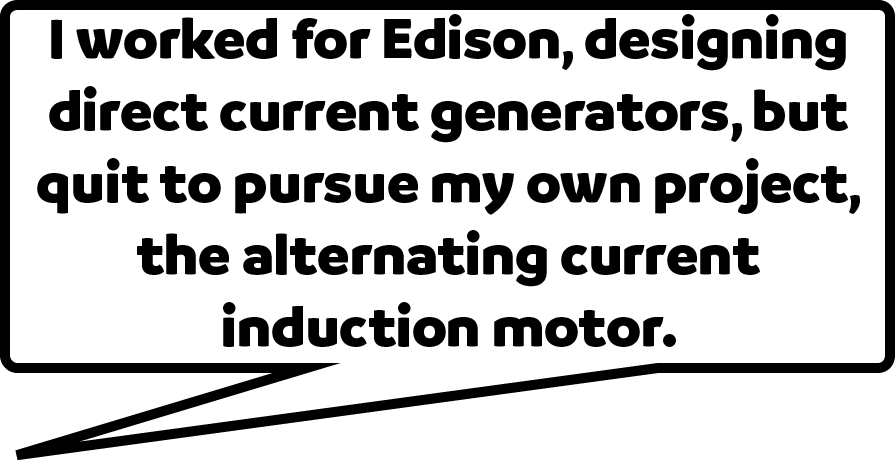 I worked for Edison, designing
direct current generators, but
quit to pursue my own project,
the alternating current
induction motor.